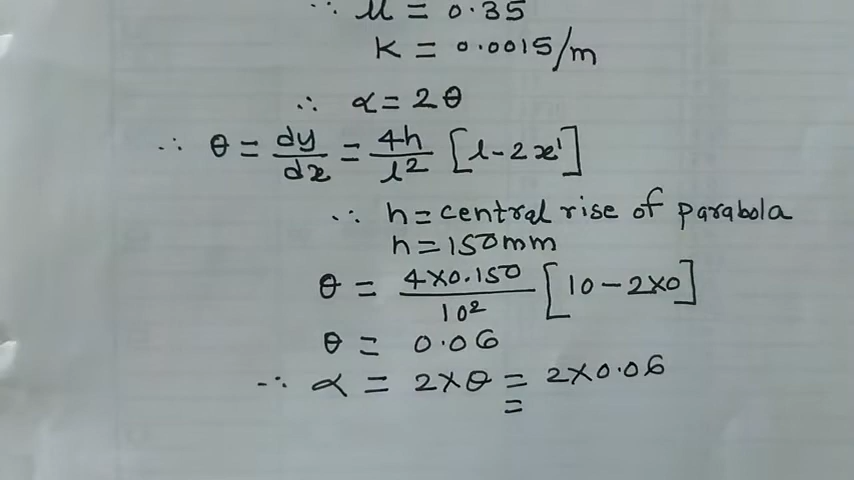 ∴ μ = 0.35
K = 0.0015/m
∴ α = 2θ
∴ θ = dy/dx = 4h/l² [l - 2x']
∴ h = central rise of parabola
h = 150mm
θ = 4×0.150/10² [10 - 2×0]
θ = 0.06
∴ α = 2×θ = 2×0.06
=